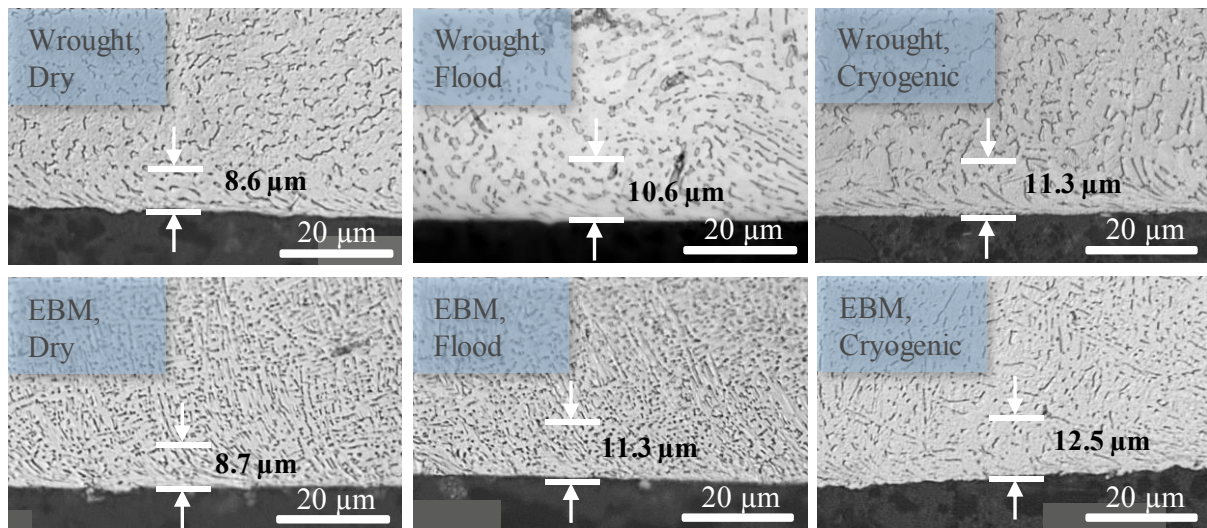 Wrought,
Dry
8.6 µm
20 µm
Wrought,
Flood
10.6 µm
20 µm
Wrought,
Cryogenic
11.3 µm
20 µm
EBM,
Dry
8.7 µm
20 µm
EBM,
Flood
11.3 µm
20 µm
EBM,
Cryogenic
12.5 µm
20 µm